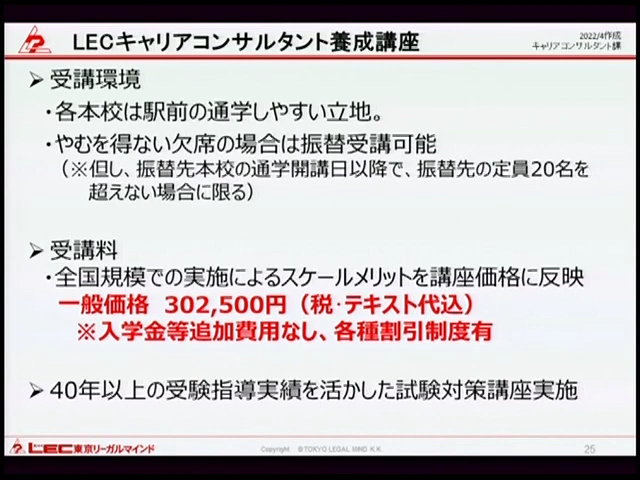 LECキャリアコンサルタント養成講座
2022/4作成
キャリアコンサルタント課
➢ 受講環境
・各本校は駅前の通学しやすい立地。
・やむを得ない欠席の場合は振替受講可能
（※但し、振替先本校の通学開講日以降で、振替先の定員20名を
超えない場合に限る）
➢ 受講料
・全国規模での実施によるスケールメリットを講座価格に反映
一般価格 302,500円（税・テキスト代込）
※入学金等追加費用なし、各種割引制度有
➢ 40年以上の受験指導実績を活かした試験対策講座実施
LEC東京リーガルマインド
Copyright ©TOKYO LEGAL MIND K.K.
25